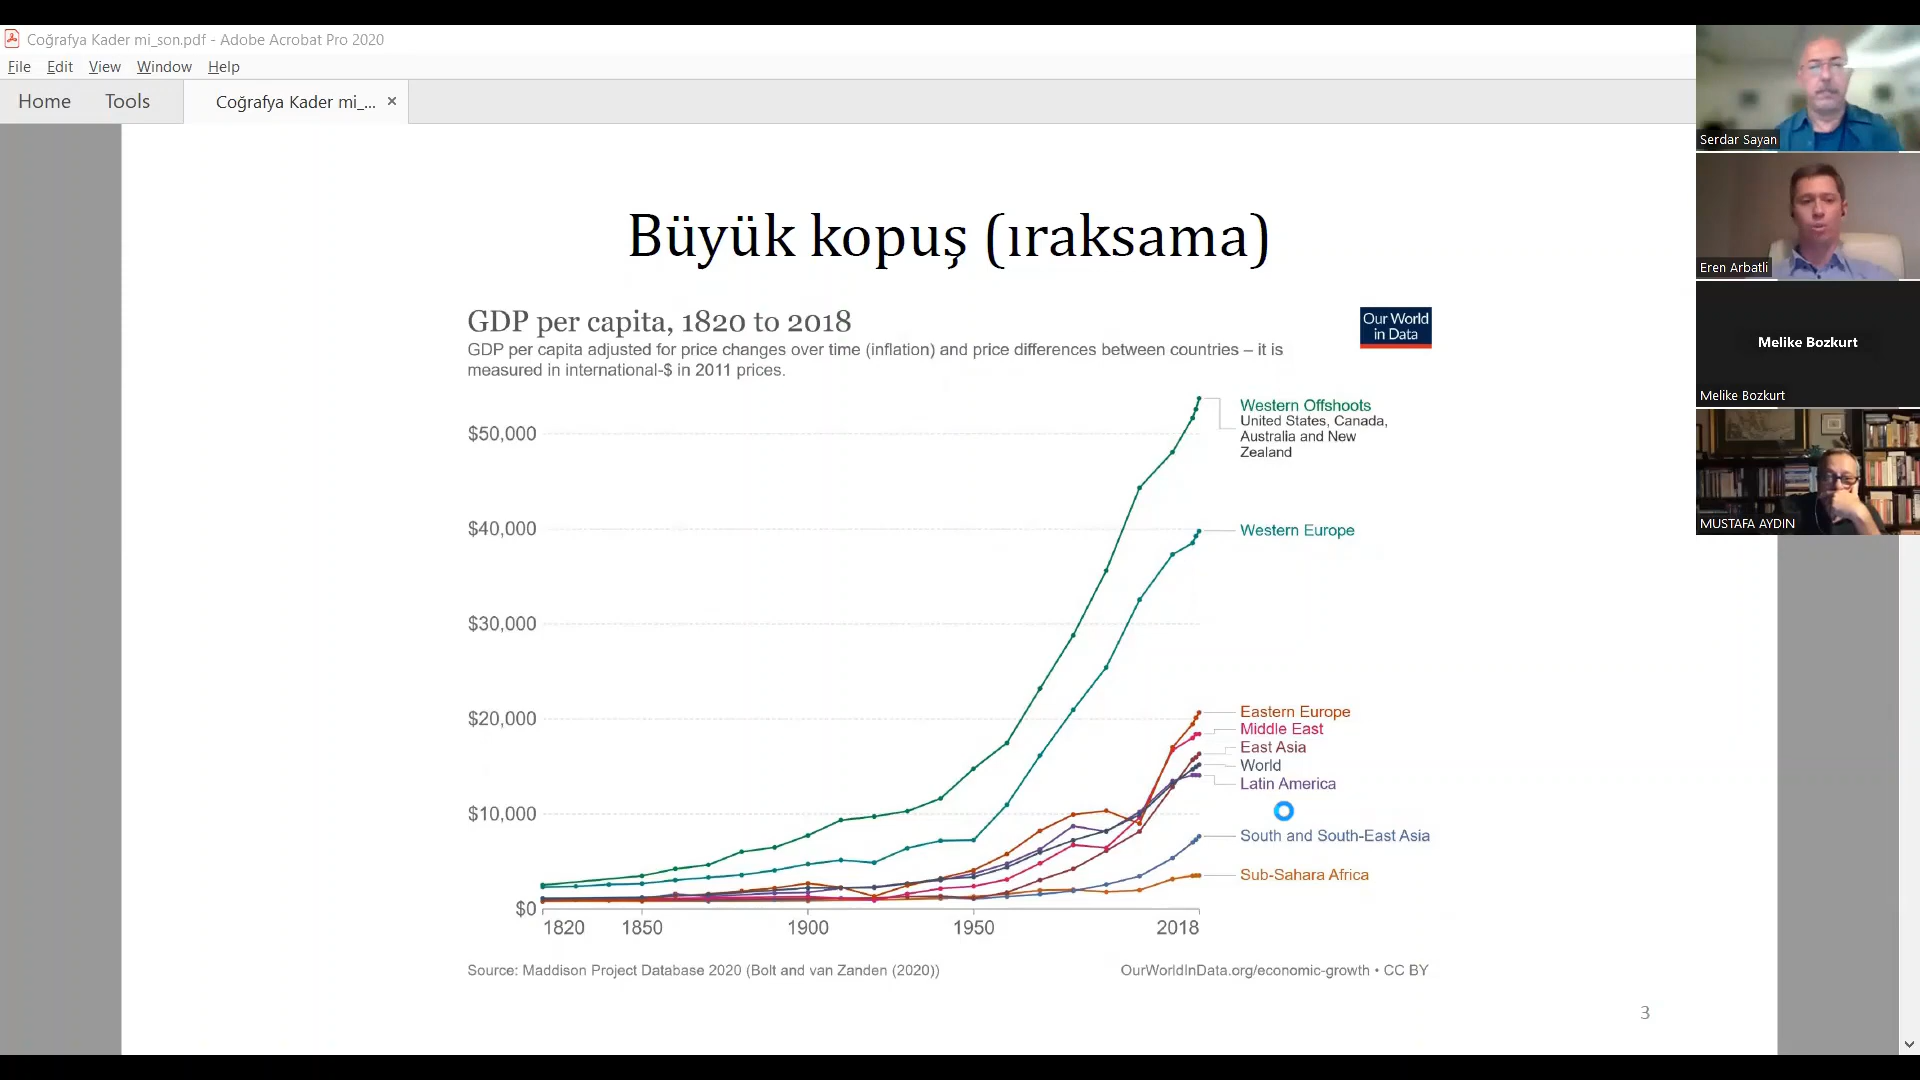 Coğrafya Kader mi_son.pdf - Adobe Acrobat Pro 2020
File Edit View Window Help
Home Tools Coğrafya Kader mi_... ×
Büyük kopuş (ıraksama)
GDP per capita, 1820 to 2018
GDP per capita adjusted for price changes over time (inflation) and price differences between countries – it is
measured in international-$ in 2011 prices.
Our World
in Data
$50,000
$40,000
$30,000
$20,000
$10,000
$0
1820 1850 1900 1950 2018
Western Offshoots
United States, Canada,
Australia and New
Zealand
Western Europe
Eastern Europe
Middle East
East Asia
World
Latin America
South and South-East Asia
Sub-Sahara Africa
Source: Maddison Project Database 2020 (Bolt and van Zanden (2020))
OurWorldInData.org/economic-growth • CC BY
3
Serdar Sayan
Eren Arbatli
Melike Bozkurt
Melike Bozkurt
MUSTAFA AYDIN